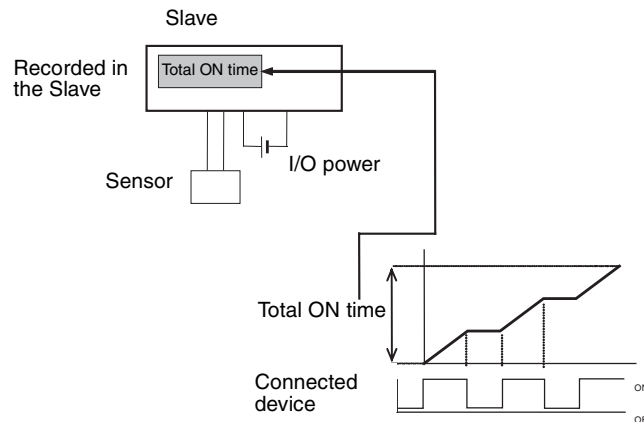 Slave
Recorded in
the Slave
Total ON time
I/O power
Sensor
Total ON time
Connected
device